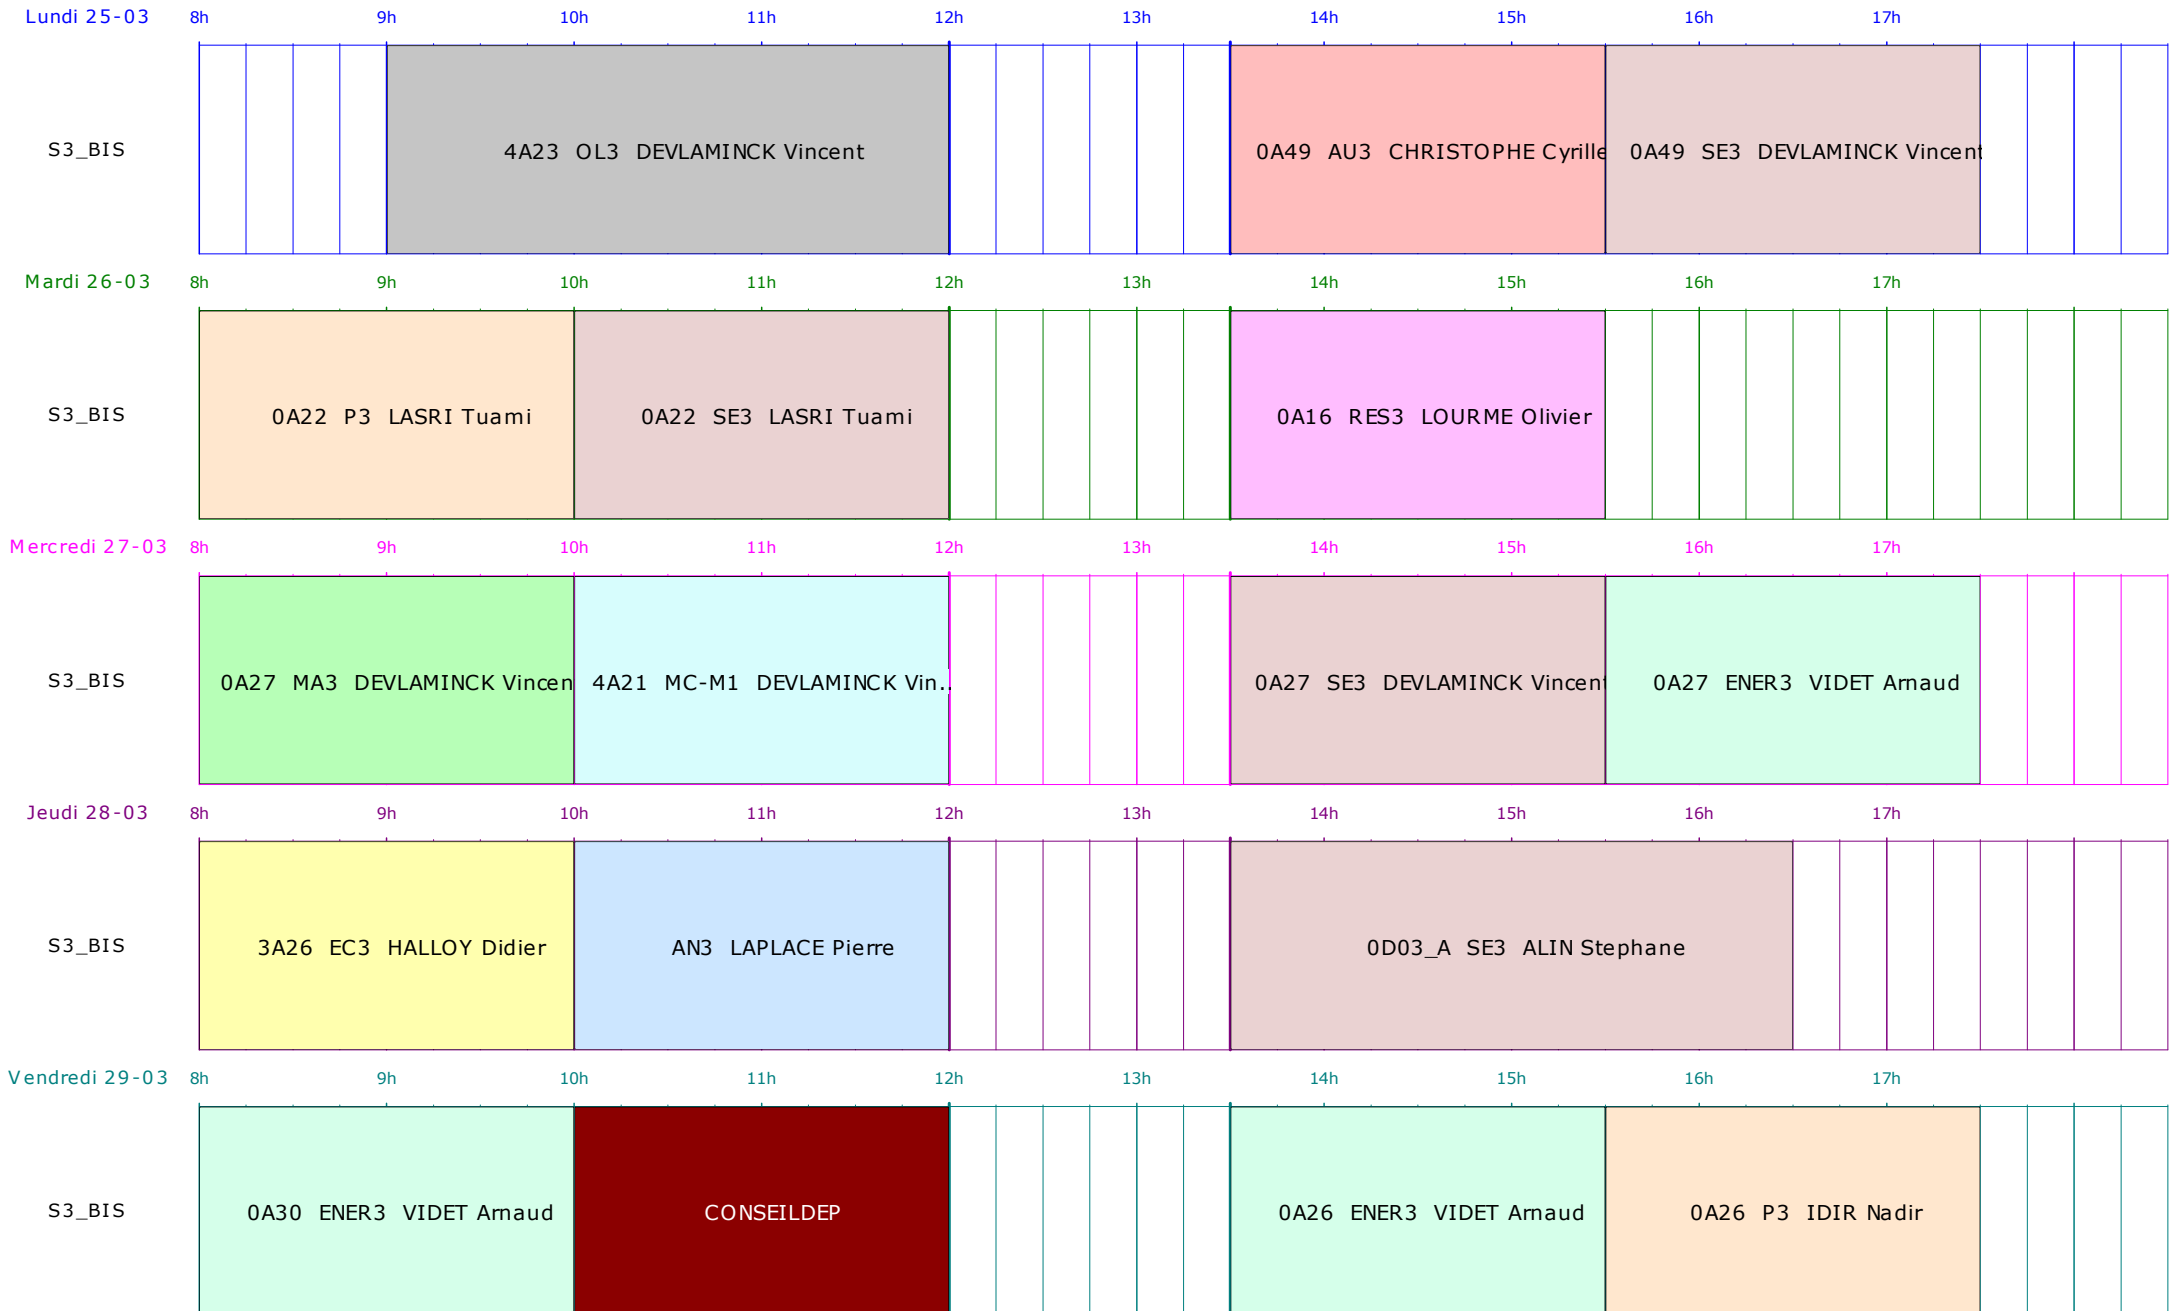 Lundi 25-03 8h 9h 10h 11h 12h 13h 14h 15h 16h 17h
S3_BIS 4A23 OL3 DEVLAMINCK Vincent 0A49 AU3 CHRISTOPHE Cyrille 0A49 SE3 DEVLAMINCK Vincent
Mardi 26-03 8h 9h 10h 11h 12h 13h 14h 15h 16h 17h
S3_BIS 0A22 P3 LASRI Tuami 0A22 SE3 LASRI Tuami 0A16 RES3 LOURME Olivier
Mercredi 27-03 8h 9h 10h 11h 12h 13h 14h 15h 16h 17h
S3_BIS 0A27 MA3 DEVLAMINCK Vincen 4A21 MC-M1 DEVLAMINCK Vin.. 0A27 SE3 DEVLAMINCK Vincent 0A27 ENER3 VIDET Arnaud
Jeudi 28-03 8h 9h 10h 11h 12h 13h 14h 15h 16h 17h
S3_BIS 3A26 EC3 HALLOY Didier AN3 LAPLACE Pierre 0D03_A SE3 ALIN Stephane
Vendredi 29-03 8h 9h 10h 11h 12h 13h 14h 15h 16h 17h
S3_BIS 0A30 ENER3 VIDET Arnaud CONSEILDEP 0A26 ENER3 VIDET Arnaud 0A26 P3 IDIR Nadir